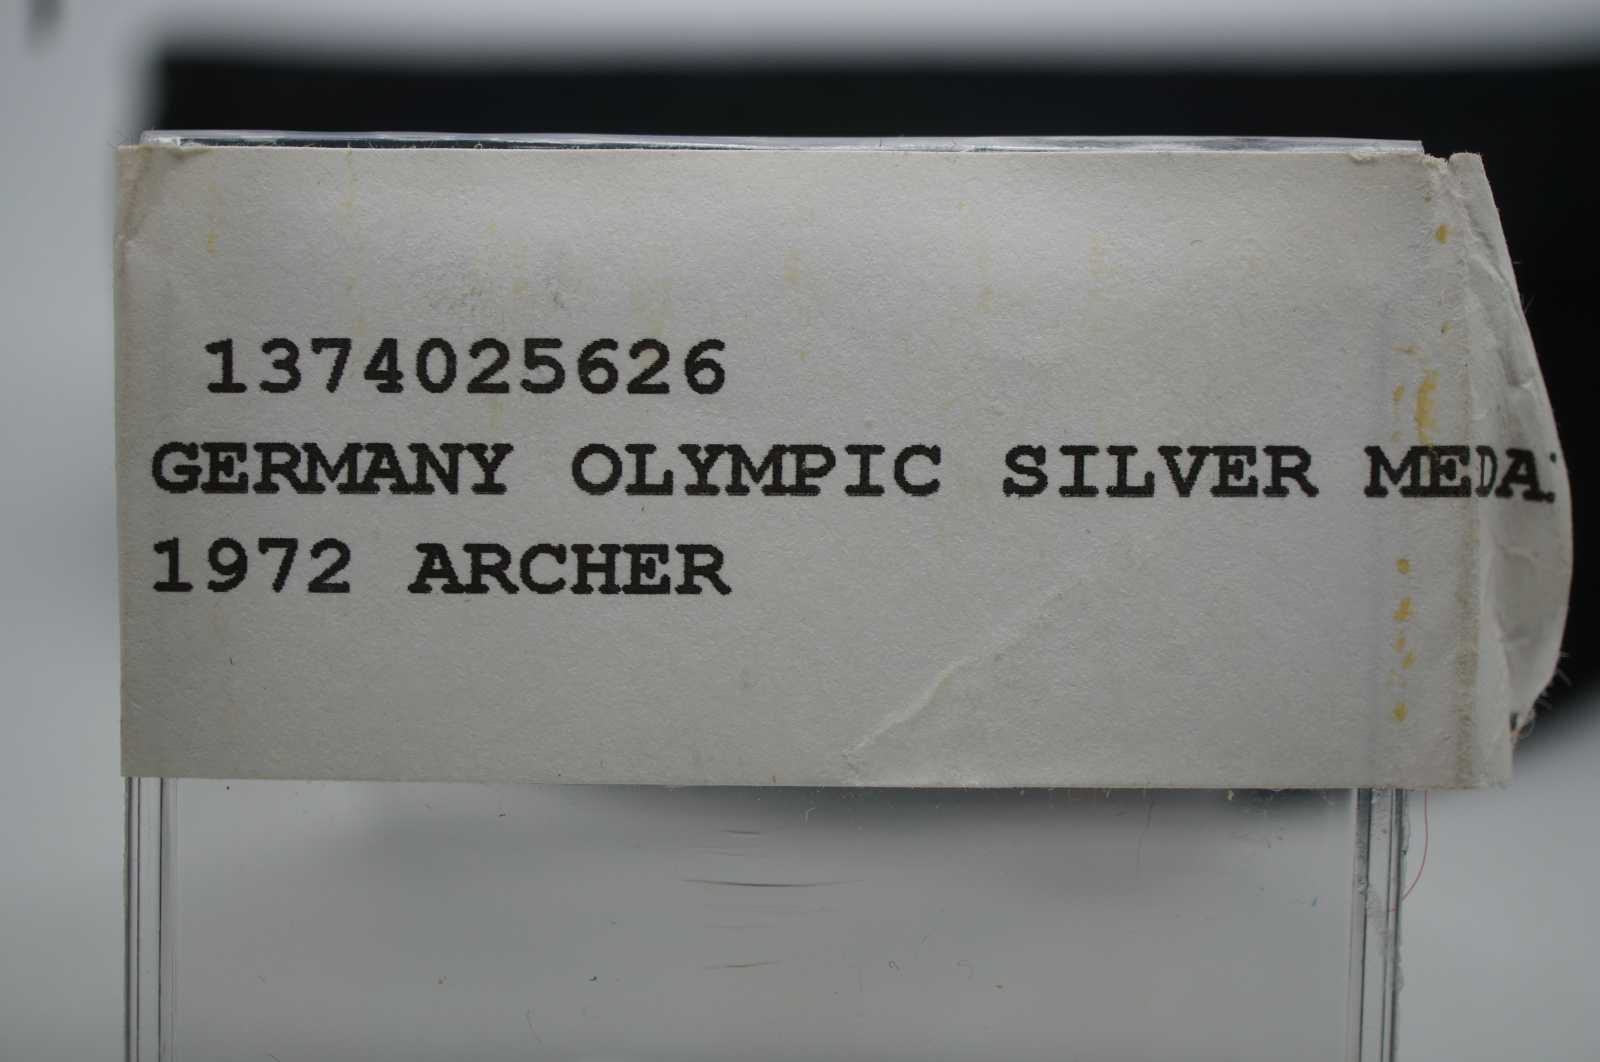 1374025626
GERMANY OLYMPIC SILVER MEDA
1972 ARCHER